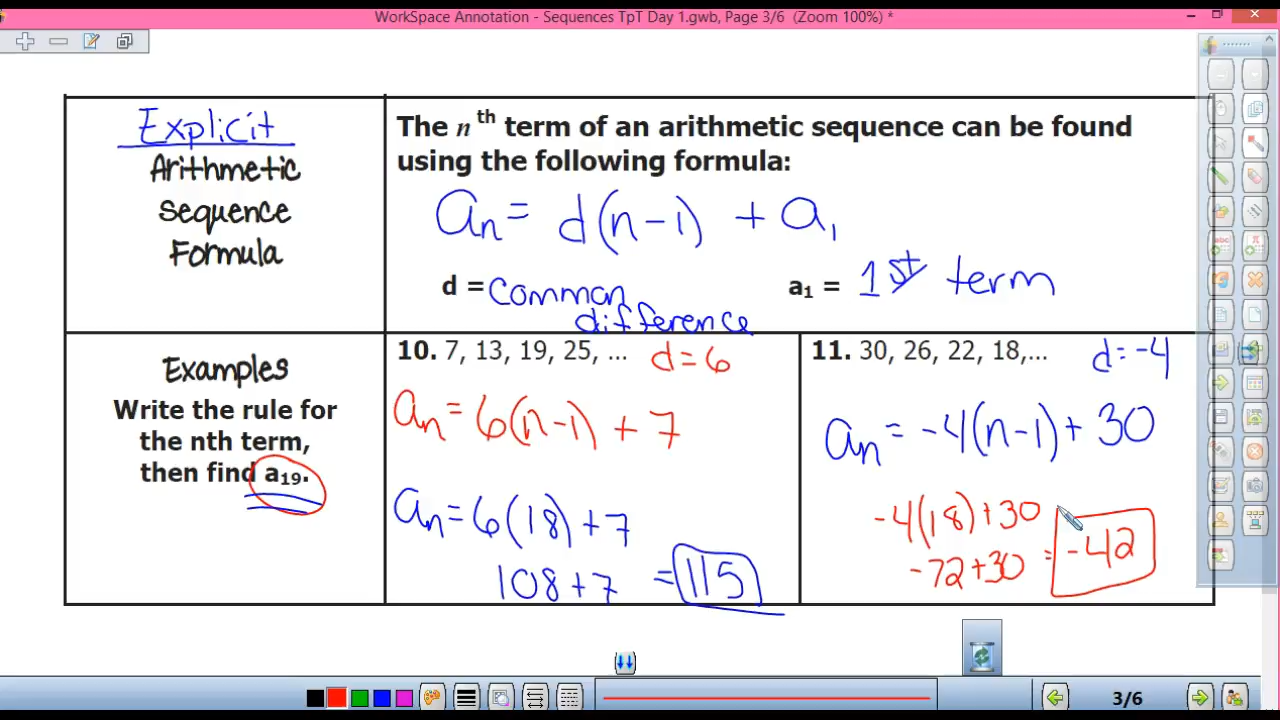 WorkSpace Annotation - Sequences TpT Day 1.gwb, Page 3/6 (Zoom 100%) *
Explicit
Arithmetic
Sequence
Formula
The n th term of an arithmetic sequence can be found
using the following formula:
an = d(n-1) + a1
d = common
difference
a1 = 1st term
Examples
Write the rule for
the nth term,
then find a19.
10. 7, 13, 19, 25, ... d=6
an = 6(n-1) + 7
an = 6(18) + 7
108+7 = 115
11. 30, 26, 22, 18,... d=-4
an = -4(n-1) + 30
-4(18)+30
-72+30 = -42
3/6